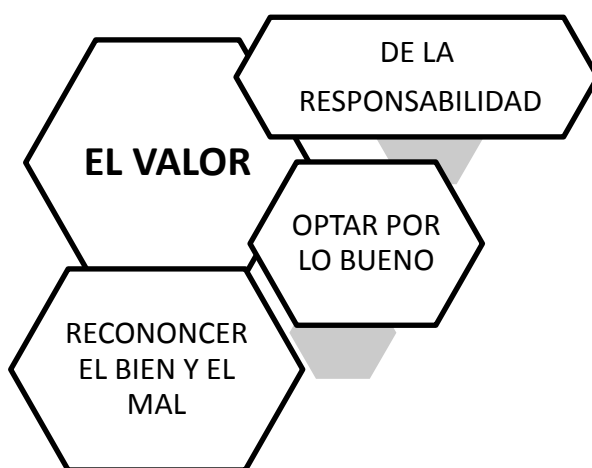 EL VALOR
DE LA
RESPONSABILIDAD
OPTAR POR
LO BUENO
RECONONCER
EL BIEN Y EL
MAL